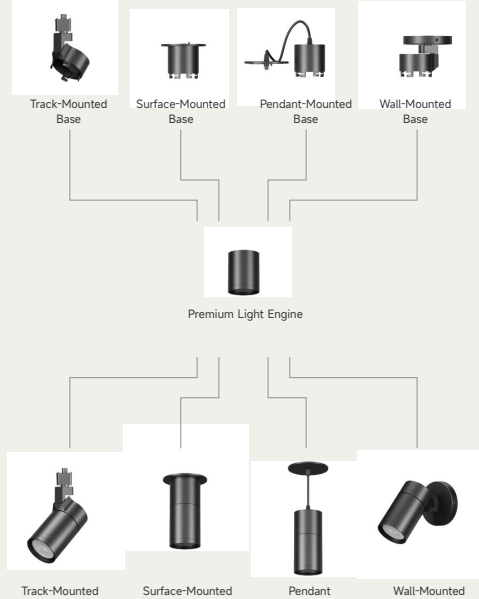 Track-Mounted Surface-Mounted Pendant-Mounted Wall-Mounted
Base Base Base Base
Premium Light Engine
Track-Mounted Surface-Mounted Pendant Wall-Mounted